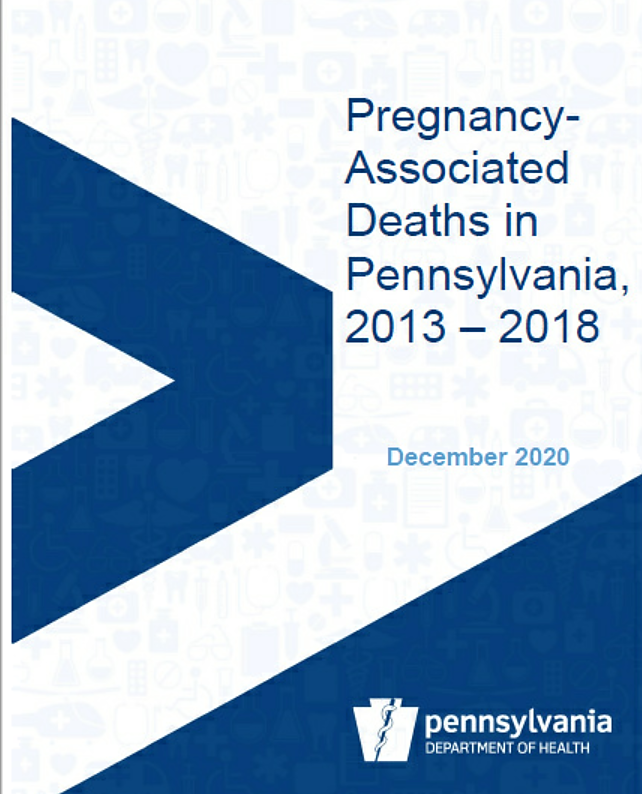 Pregnancy-
Associated
Deaths in
Pennsylvania,
2013 – 2018
December 2020
pennsylvania
DEPARTMENT OF HEALTH